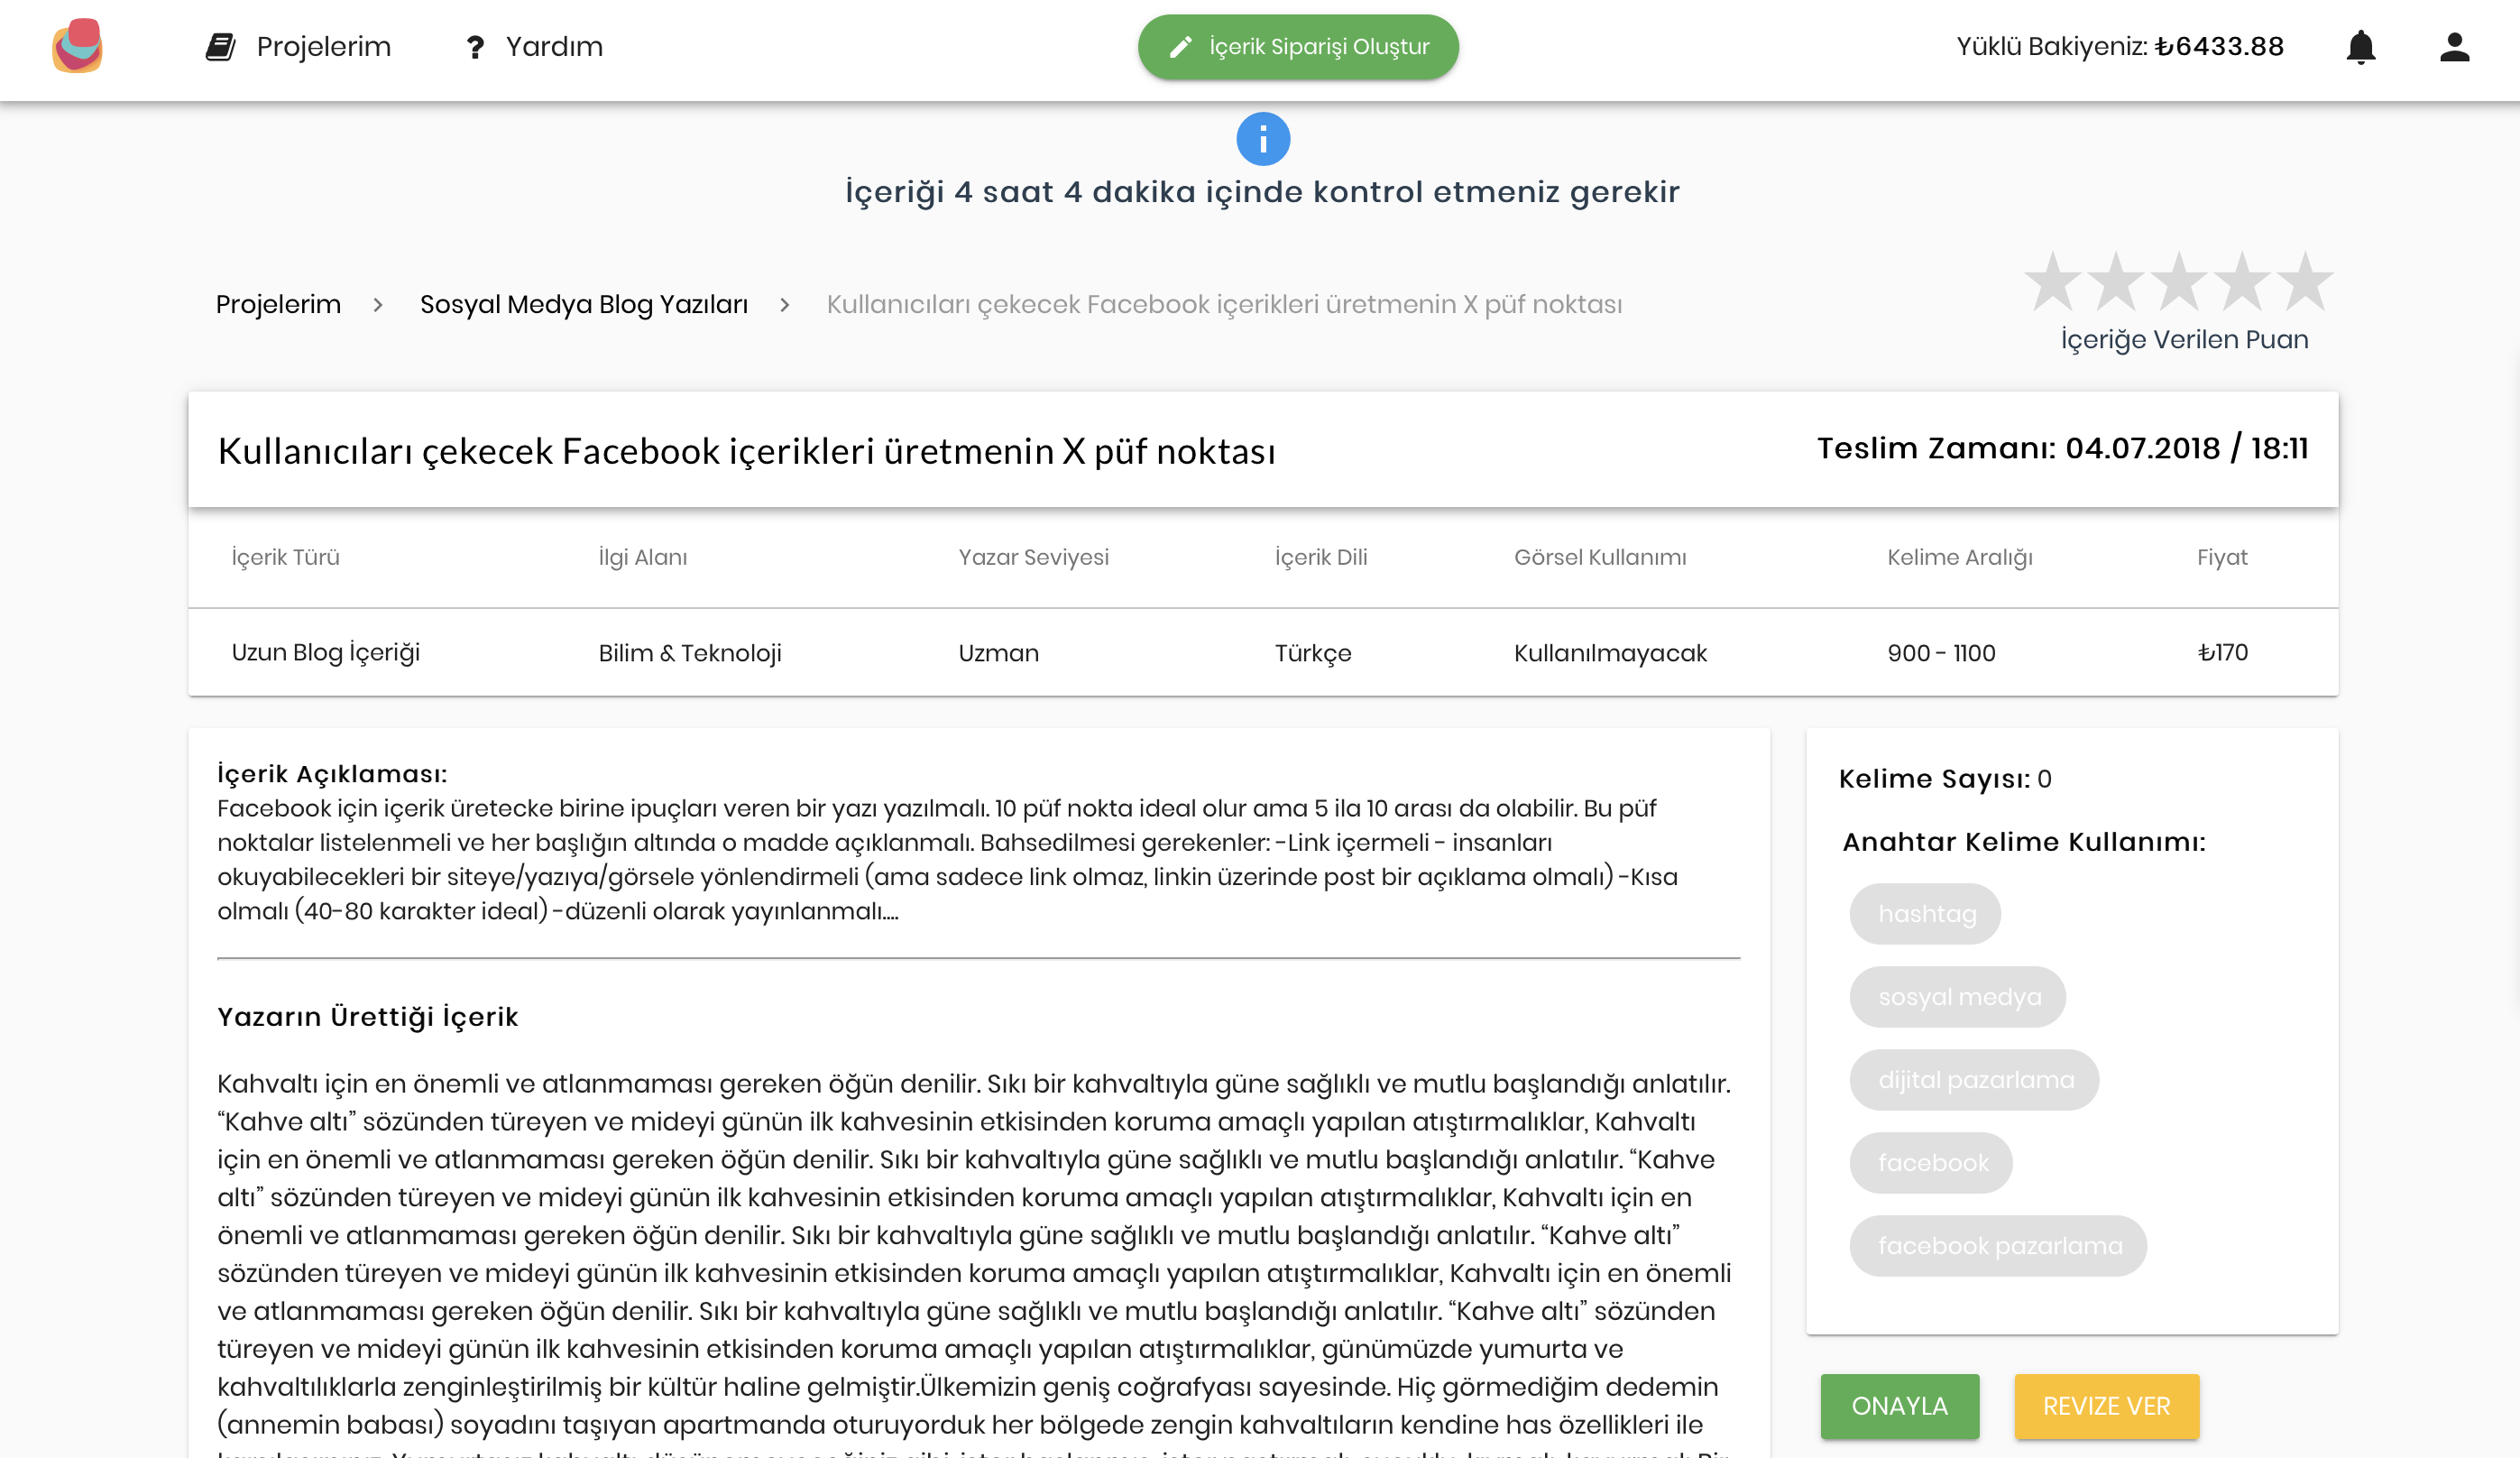 Projelerim
? Yardım
İçerik Siparişi Oluştur
Yüklü Bakiyeniz: ₺6433.88
İçeriği 4 saat 4 dakika içinde kontrol etmeniz gerekir
Projelerim > Sosyal Medya Blog Yazıları > Kullanıcıları çekecek Facebook içerikleri üretmenin X püf noktası
İçeriğe Verilen Puan
Kullanıcıları çekecek Facebook içerikleri üretmenin X püf noktası
Teslim Zamanı: 04.07.2018 / 18:11
İçerik Türü İlgi Alanı Yazar Seviyesi İçerik Dili Görsel Kullanımı Kelime Aralığı Fiyat
Uzun Blog İçeriği Bilim & Teknoloji Uzman Türkçe Kullanılmayacak 900 - 1100 ₺170
İçerik Açıklaması:
Facebook için içerik üretecke birine ipuçları veren bir yazı yazılmalı. 10 püf nokta ideal olur ama 5 ila 10 arası da olabilir. Bu püf
noktalar listelenmeli ve her başlığın altında o madde açıklanmalı. Bahsedilmesi gerekenler: -Link içermeli - insanları
okuyabilecekleri bir siteye/yazıya/görsele yönlendirmeli (ama sadece link olmaz, linkin üzerinde post bir açıklama olmalı) -Kısa
olmalı (40-80 karakter ideal) -düzenli olarak yayınlanmalı....
Yazarın Ürettiği İçerik
Kahvaltı için en önemli ve atlanmaması gereken öğün denilir. Sıkı bir kahvaltıyla güne sağlıklı ve mutlu başlandığı anlatılır.
“Kahve altı” sözünden türeyen ve mideyi günün ilk kahvesinin etkisinden koruma amaçlı yapılan atıştırmalıklar, Kahvaltı
için en önemli ve atlanmaması gereken öğün denilir. Sıkı bir kahvaltıyla güne sağlıklı ve mutlu başlandığı anlatılır. “Kahve
altı” sözünden türeyen ve mideyi günün ilk kahvesinin etkisinden koruma amaçlı yapılan atıştırmalıklar, Kahvaltı için en
önemli ve atlanmaması gereken öğün denilir. Sıkı bir kahvaltıyla güne sağlıklı ve mutlu başlandığı anlatılır. “Kahve altı”
sözünden türeyen ve mideyi günün ilk kahvesinin etkisinden koruma amaçlı yapılan atıştırmalıklar, Kahvaltı için en önemli
ve atlanmaması gereken öğün denilir. Sıkı bir kahvaltıyla güne sağlıklı ve mutlu başlandığı anlatılır. “Kahve altı” sözünden
türeyen ve mideyi günün ilk kahvesinin etkisinden koruma amaçlı yapılan atıştırmalıklar, günümüzde yumurta ve
kahvaltılıklarla zenginleştirilmiş bir kültür haline gelmiştir.Ülkemizin geniş coğrafyası sayesinde. Hiç görmediğim dedemin
(annemin babası) soyadını taşıyan apartmanda oturuyorduk her bölgede zengin kahvaltıların kendine has özellikleri ile
Kelime Sayısı: 0
Anahtar Kelime Kullanımı:
hashtag
sosyal medya
dijital pazarlama
facebook
facebook pazarlama
ONAYLA
REVIZE VER